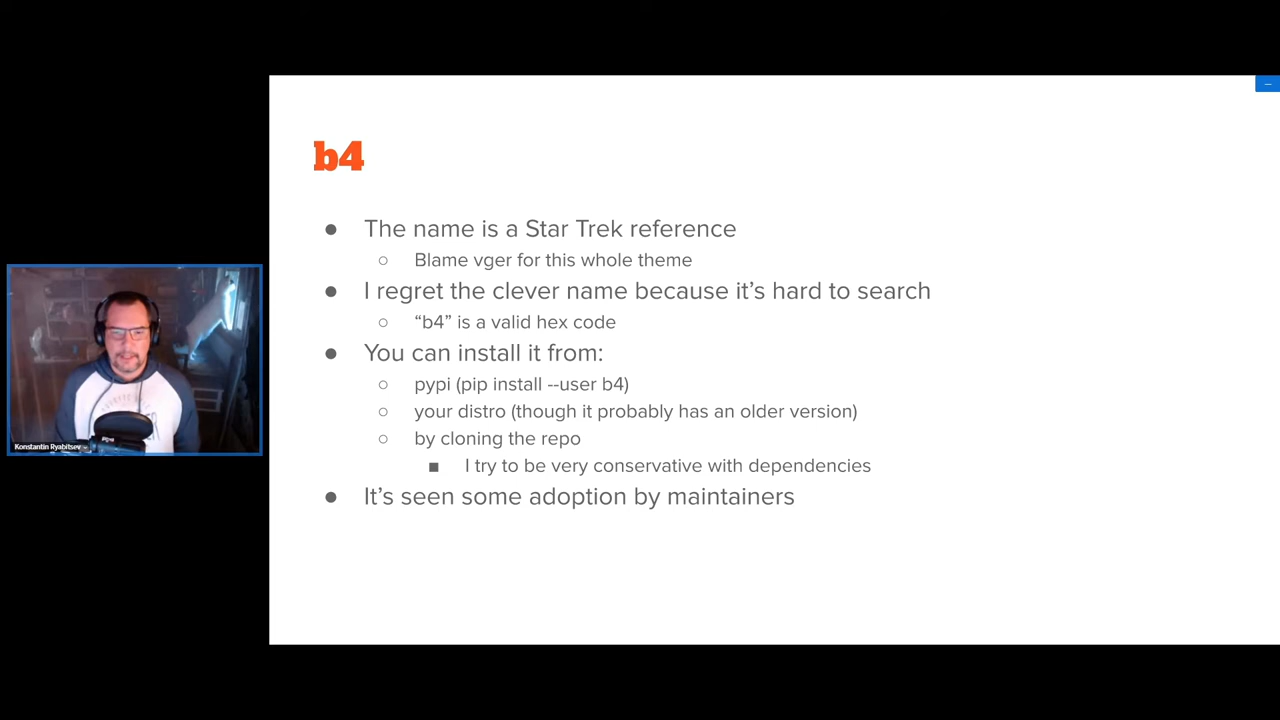 b4
● The name is a Star Trek reference
○ Blame vger for this whole theme
● I regret the clever name because it’s hard to search
○ “b4” is a valid hex code
● You can install it from:
○ pypi (pip install --user b4)
○ your distro (though it probably has an older version)
○ by cloning the repo
■ I try to be very conservative with dependencies
● It’s seen some adoption by maintainers
Konstantin Ryabitsev